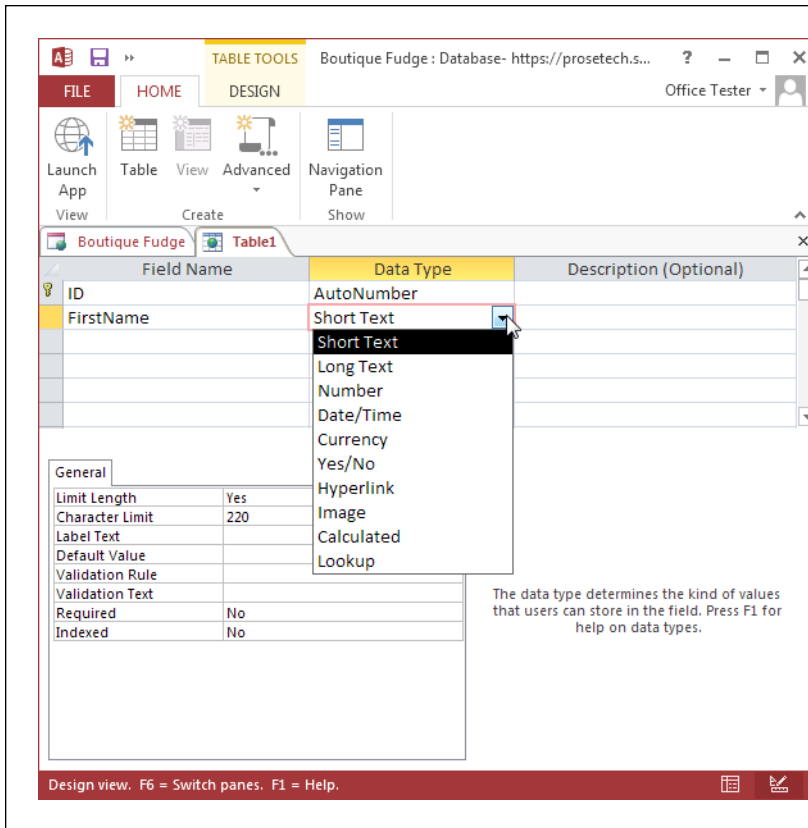 TABLE TOOLS
Boutique Fudge : Database- https://prosetech.s...
?
FILE
HOME
DESIGN
Office Tester
Launch App
Table
View
Advanced
Navigation Pane
View
Create
Show
Boutique Fudge
Table1
Field Name
Data Type
Description (Optional)
ID
AutoNumber
FirstName
Short Text
Short Text
Long Text
Number
Date/Time
Currency
Yes/No
Hyperlink
Image
Calculated
Lookup
General
Limit Length
Yes
Character Limit
220
Label Text
Default Value
Validation Rule
Validation Text
Required
No
Indexed
No
The data type determines the kind of values
that users can store in the field. Press F1 for
help on data types.
Design view.  F6 = Switch panes.  F1 = Help.